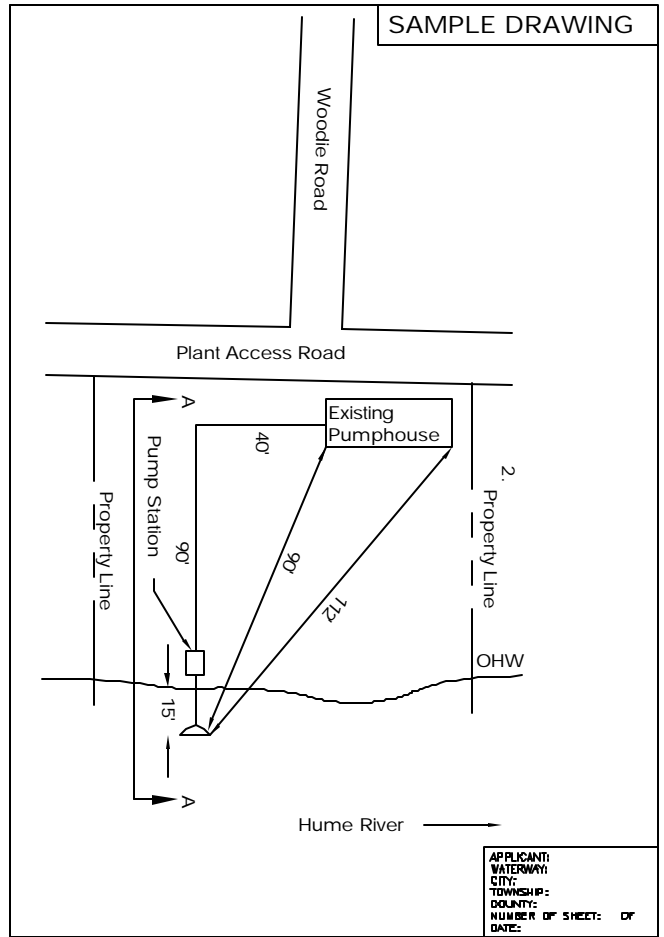 SAMPLE DRAWING
Woodie Road
Plant Access Road
A
Existing
Pumphouse
40'
Pump Station
90'
90'
112'
Property Line
2. Property Line
OHW
15'
A
Hume River
APPLICANT:
WATERWAY:
CITY:
TOWNSHIP:
COUNTY:
NUMBER OF SHEET: OF
DATE: